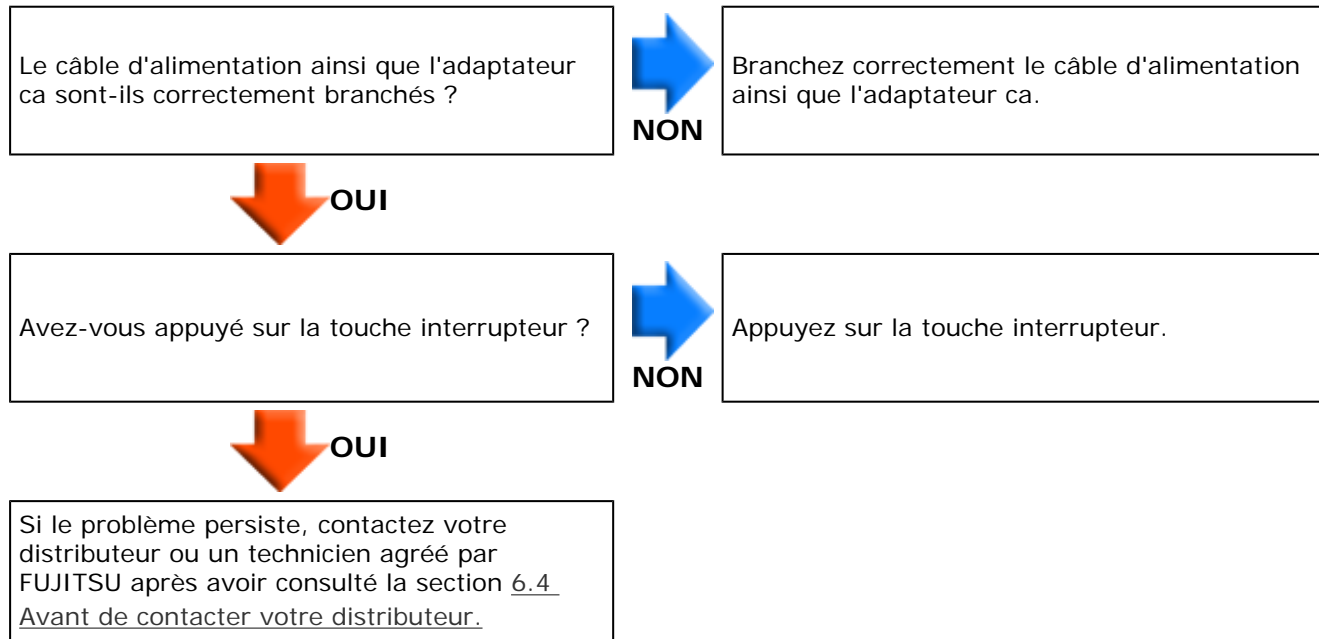 Le câble d'alimentation ainsi que l'adaptateur
ca sont-ils correctement branchés ?
NON
Branchez correctement le câble d'alimentation
ainsi que l'adaptateur ca.
OUI
Avez-vous appuyé sur la touche interrupteur ?
NON
Appuyez sur la touche interrupteur.
OUI
Si le problème persiste, contactez votre
distributeur ou un technicien agréé par
FUJITSU après avoir consulté la section 6.4
Avant de contacter votre distributeur.